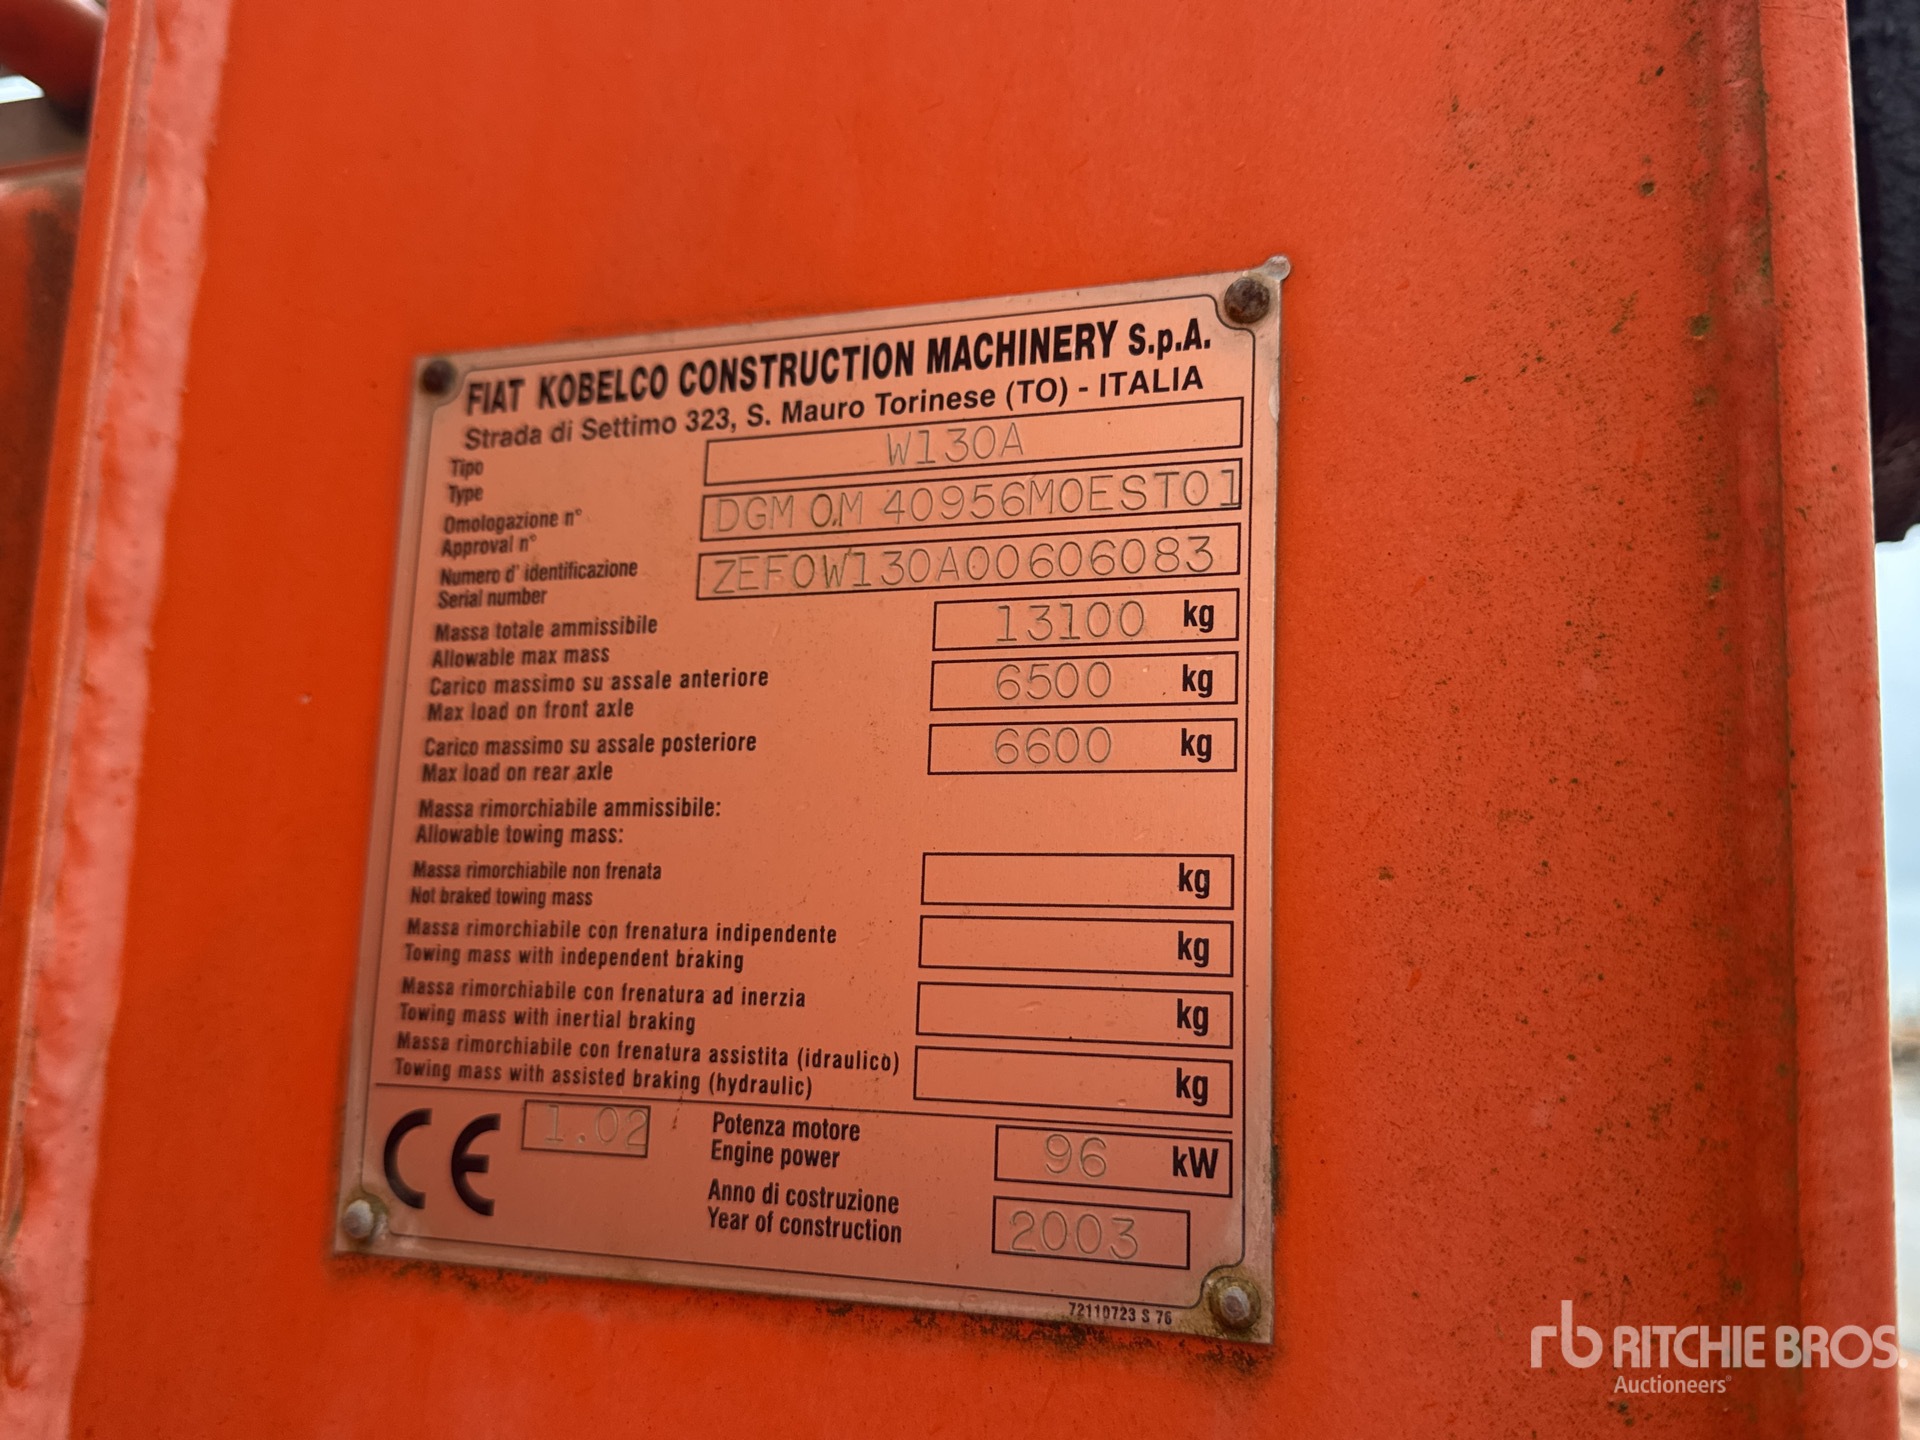 FIAT KOBELCO CONSTRUCTION MACHINERY S.p.A.
Strada di Settimo 323, S. Mauro Torinese (TO) - ITALIA
Tipo
Type
W130A
Omologazione n°
Approval n°
DGM OM 40956MOEST01
Numero d' identificazione
Serial number
ZEF0W130A00606083
Massa totale ammissibile
Allowable max mass
13100 kg
Carico massimo su assale anteriore
Max load on front axle
6500 kg
Carico massimo su assale posteriore
Max load on rear axle
6600 kg
Massa rimorchiabile ammissibile:
Allowable towing mass:
Massa rimorchiabile non frenata
Not braked towing mass
kg
Massa rimorchiabile con frenatura indipendente
Towing mass with independent braking
kg
Massa rimorchiabile con frenatura ad inerzia
Towing mass with inertial braking
kg
Massa rimorchiabile con frenatura assistita (idraulico)
Towing mass with assisted braking (hydraulic)
kg
CE 1.02
Potenza motore
Engine power
96 kW
Anno di costruzione
Year of construction
2003
72110723 S 76
rb RITCHIE BROS.
Auctioneers®